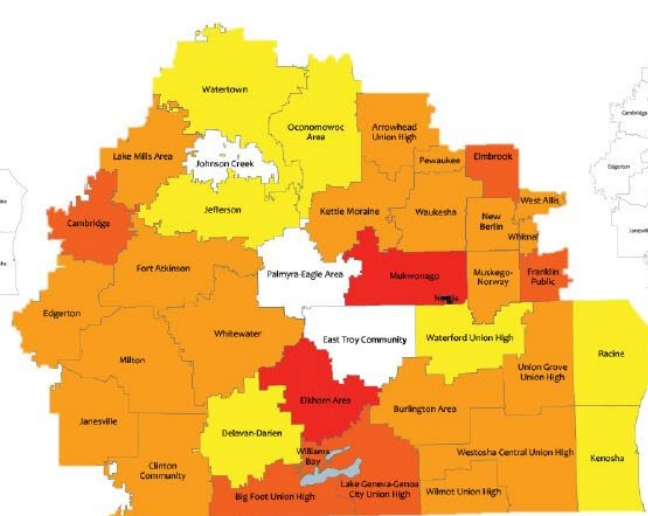 Watertown
Oconomowoc
Area
Arrowhead
Union High
Pewaukee
Elmbrook
Lake Mills Area
Johnson Creek
Jefferson
Kettle Moraine
Waukesha
New
Berlin
West Allis
Whitnal
Cambridge
Fort Atkinson
Palmyra-Eagle Area
Mukwonago
Norris
Muskego-
Norway
Franklin
Public
Edgerton
Milton
Whitewater
East Troy Community
Waterford Union High
Union Grove
Union High
Racine
Elkhorn Area
Burlington Area
Janesville
Delavan-Darien
Clinton
Community
Williams
Bay
Big Foot Union High
Lake Geneva-Genoa
City Union High
Westosha Central Union High
Wilmot Union High
Kenosha
Cambridge
Edgerton